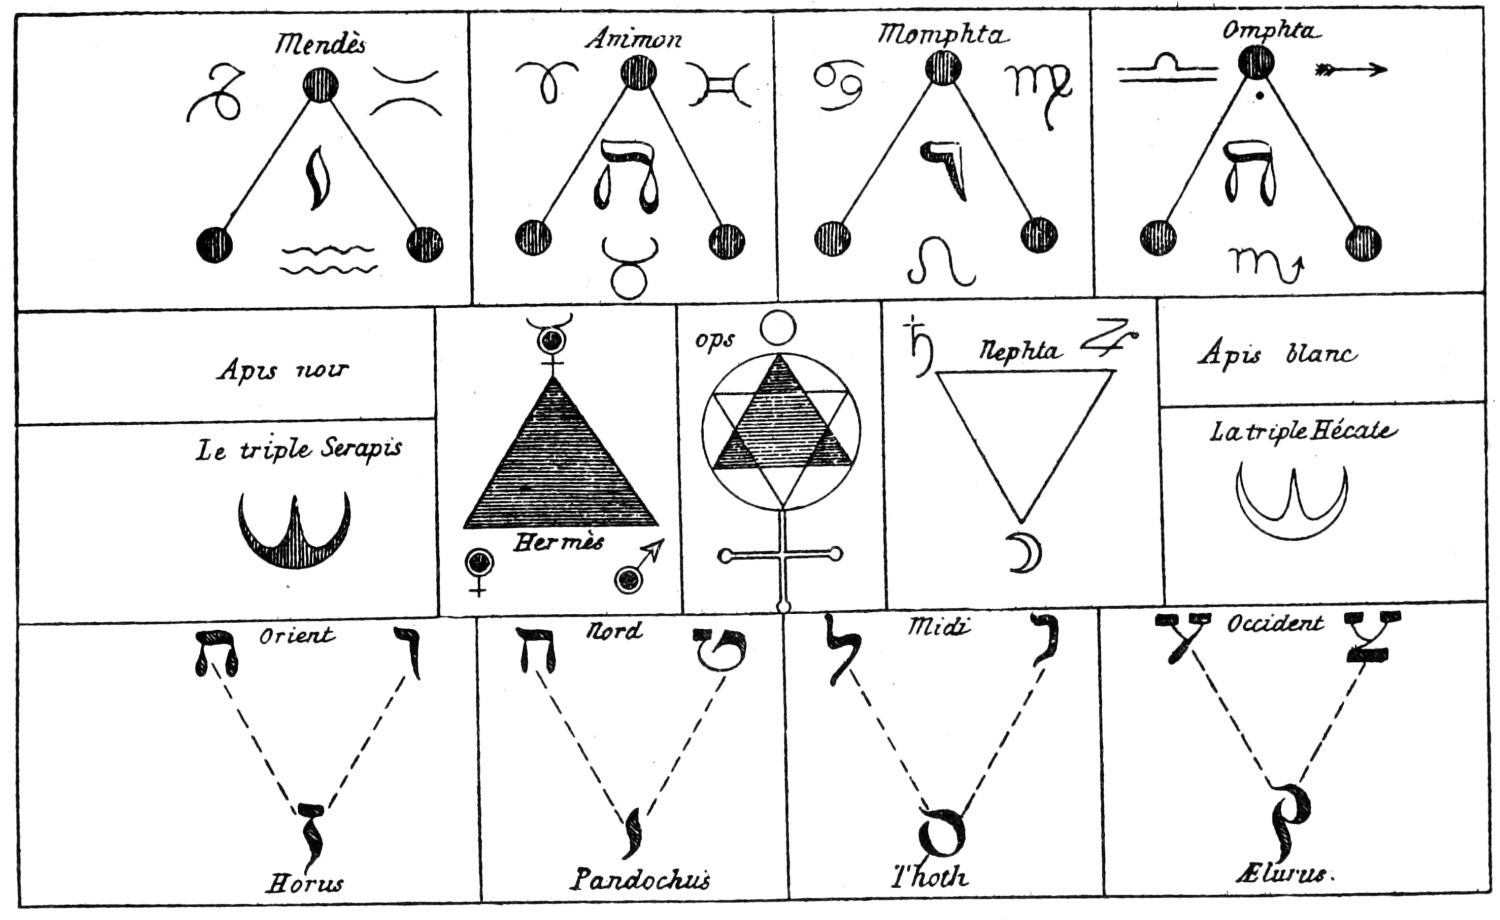 Mendès
Animon
Momphta
Omphta
י
ה
ו
ה
Apis noir
ops
Nephta
Apis blanc
Le triple Serapis
La triple Hécate
Hermès
ה Orient ו
ח Nord ט
ל Midi נ
ע Occident צ
ז
י
ס
ק
Horus
Pandochus
Thoth
Ælurus.